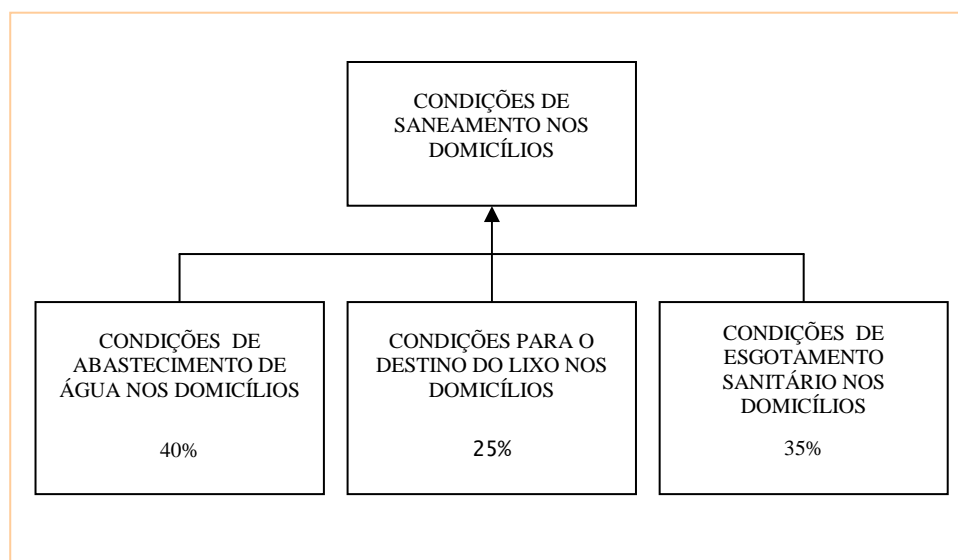 CONDIÇÕES DE
SANEAMENTO NOS
DOMICÍLIOS
CONDIÇÕES DE
ABASTECIMENTO DE
ÁGUA NOS DOMICÍLIOS
40%
CONDIÇÕES PARA O
DESTINO DO LIXO NOS
DOMICÍLIOS
25%
CONDIÇÕES DE
ESGOTAMENTO
SANITÁRIO NOS
DOMICÍLIOS
35%